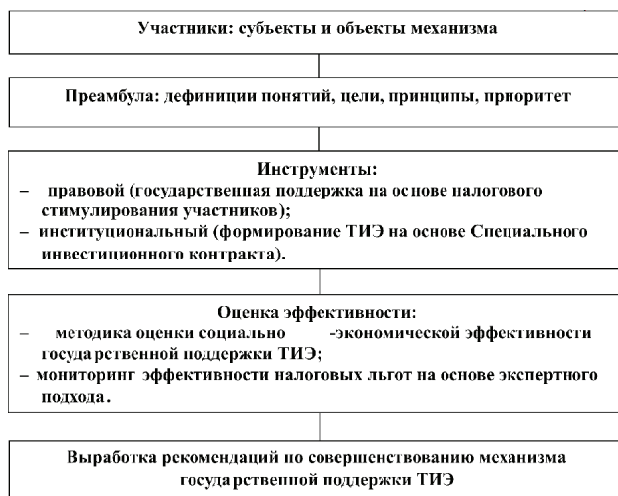 Участники: субъекты и объекты механизма
Преамбула: дефиниции понятий, цели, принципы, приоритет
Инструменты:
– правовой (государственная поддержка на основе налогового
стимулирования участников);
– институциональный (формирование ТИЭ на основе Специального
инвестиционного контракта).
Оценка эффективности:
– методика оценки социально -экономической эффективности
государственной поддержки ТИЭ;
– мониторинг эффективности налоговых льгот на основе экспертного
подхода.
Выработка рекомендаций по совершенствованию механизма
государственной поддержки ТИЭ